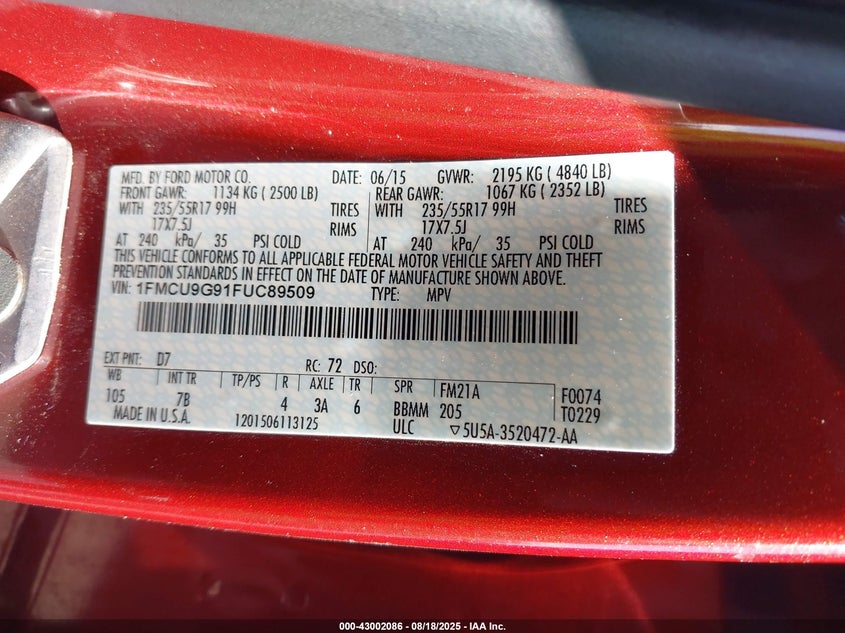 MFD. BY FORD MOTOR CO. DATE: 06/15 GVWR: 2195 KG ( 4840 LB)
FRONT GAWR: 1134 KG ( 2500 LB) REAR GAWR: 1067 KG ( 2352 LB)
WITH 235/55R17 99H TIRES WITH 235/55R17 99H TIRES
17X7.5J RIMS 17X7.5J RIMS
AT 240 kPa/ 35 PSI COLD AT 240 kPa/ 35 PSI COLD
THIS VEHICLE CONFORMS TO ALL APPLICABLE FEDERAL MOTOR VEHICLE SAFETY AND THEFT
PREVENTION STANDARDS IN EFFECT ON THE DATE OF MANUFACTURE SHOWN ABOVE.
VIN: 1FMCU9G91FUC89509 TYPE: MPV
EXT PNT: D7 RC: 72 DSO:
WB INT TR TP/PS R AXLE TR SPR FM21A F0074
105 7B 4 3A 6 BBMM 205 T0229
MADE IN U.S.A. 1201506113125 ULC ▽5U5A-3520472-AA
000-43002086 - 08/18/2025 - IAA Inc.